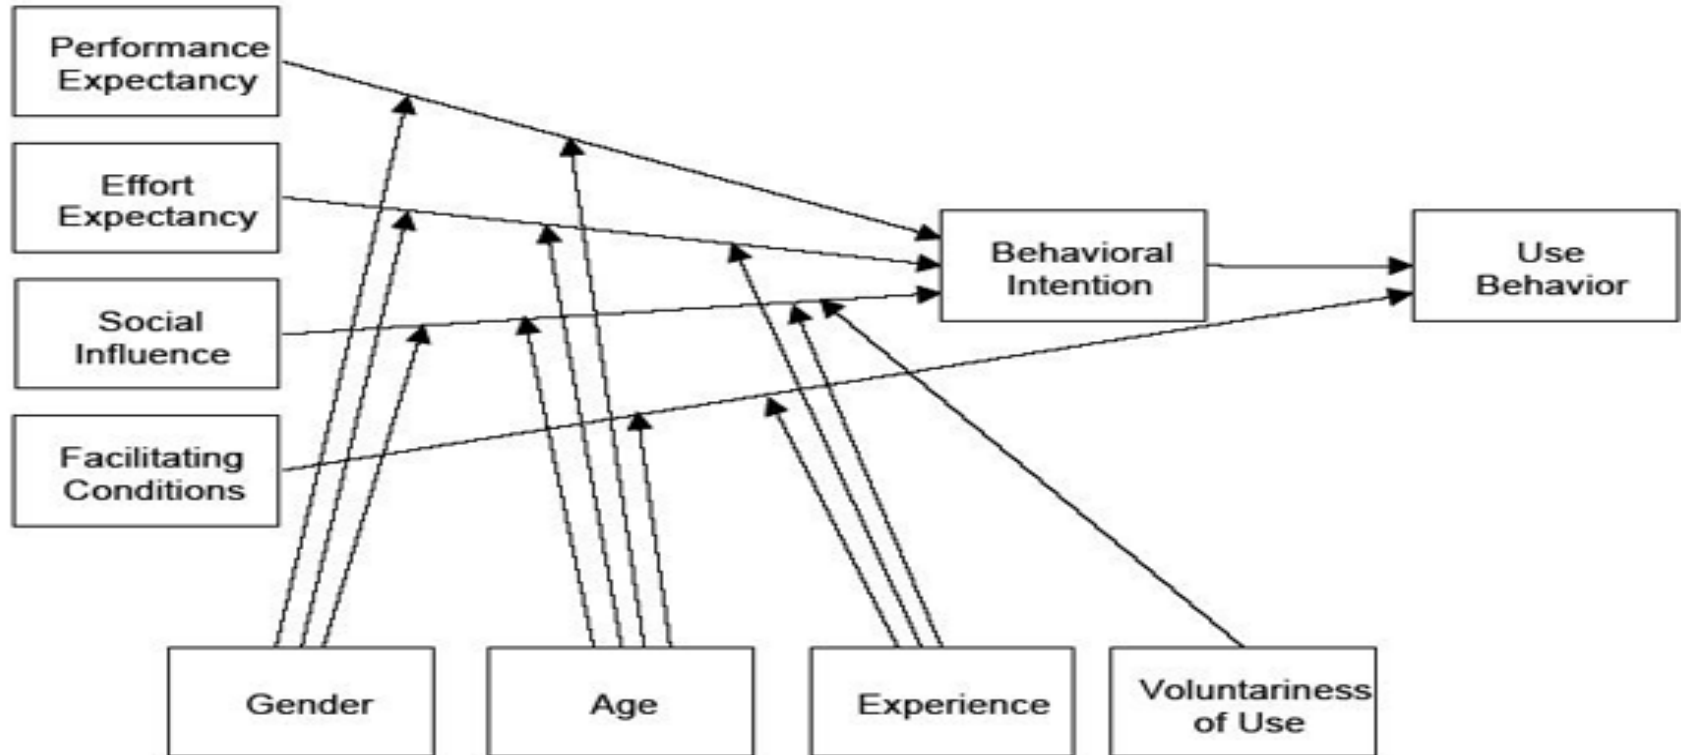 Performance
Expectancy
Effort
Expectancy
Social
Influence
Facilitating
Conditions
Behavioral
Intention
Use
Behavior
Gender
Age
Experience
Voluntariness
of Use